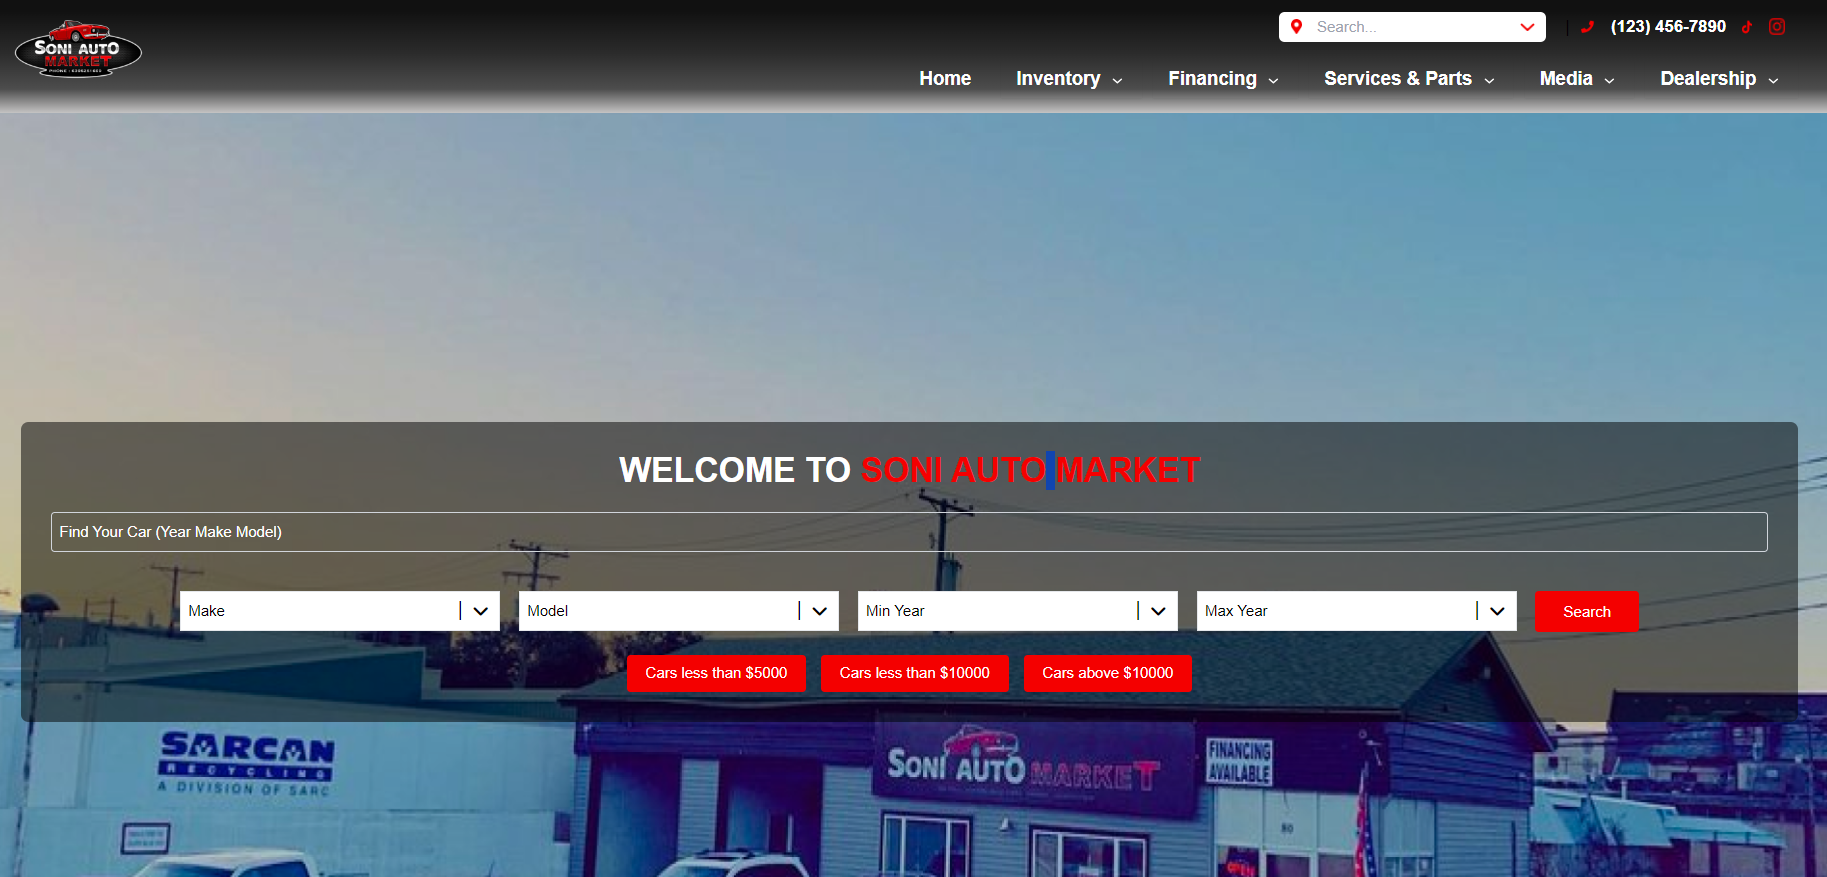 SONI AUTO
MARKET
Search...
(123) 456-7890
Home
Inventory
Financing
Services & Parts
Media
Dealership
WELCOME TO SONI AUTO MARKET
Find Your Car (Year Make Model)
Make
Model
Min Year
Max Year
Search
Cars less than $5000
Cars less than $10000
Cars above $10000
SARCAN
RECYCLING
A DIVISION OF SARC
SONI AUTO MARKET
FINANCING
AVAILABLE
80
OPEN